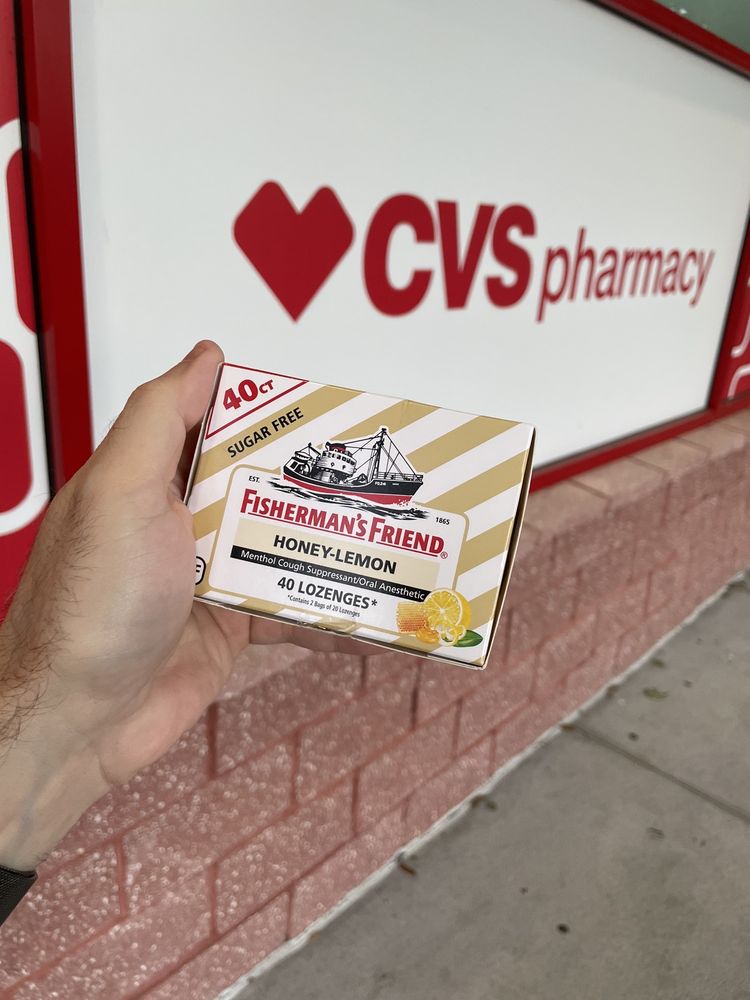 CVS pharmacy
40CT
SUGAR FREE
EST.
1865
FISHERMAN'S FRIEND®
HONEY-LEMON
Menthol Cough Suppressant/Oral Anesthetic
40 LOZENGES*
*Contains 2 Bags of 20 Lozenges